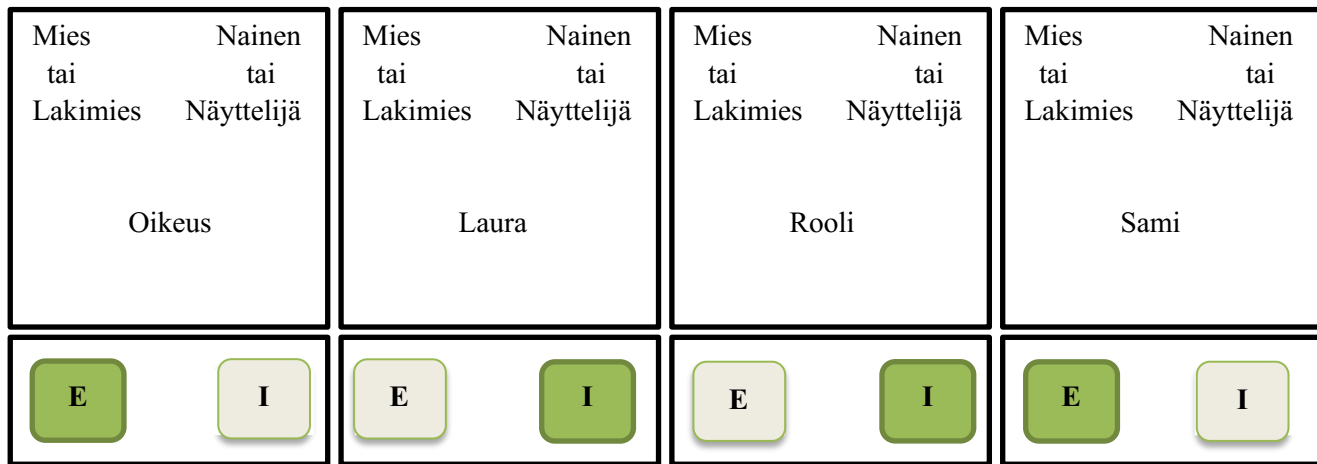 Mies Nainen
tai tai
Lakimies Näyttelijä
Oikeus
E I
Mies Nainen
tai tai
Lakimies Näyttelijä
Laura
E I
Mies Nainen
tai tai
Lakimies Näyttelijä
Rooli
E I
Mies Nainen
tai tai
Lakimies Näyttelijä
Sami
E I